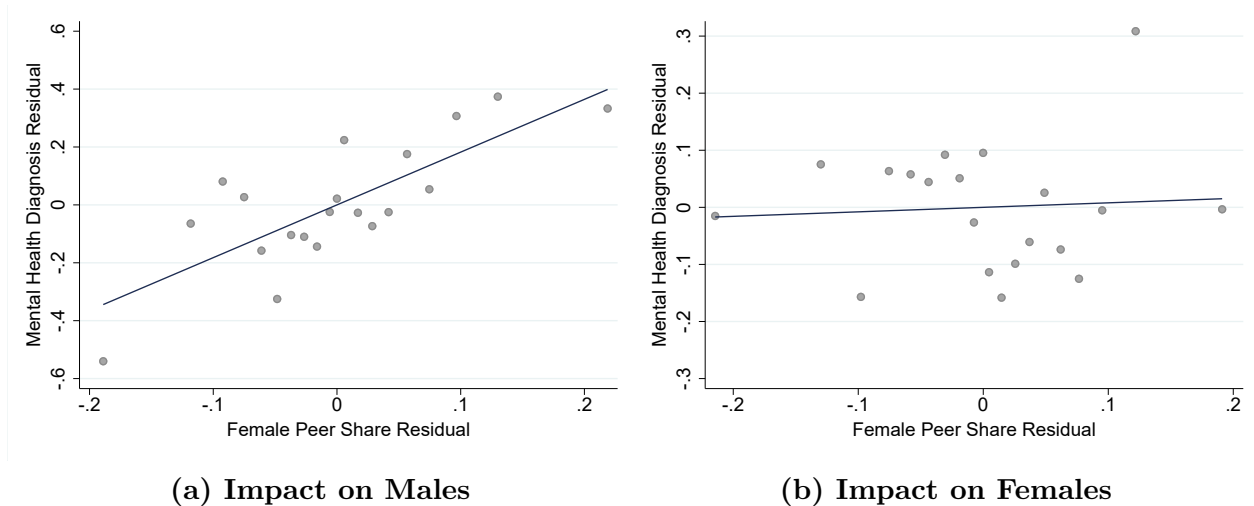 Mental Health Diagnosis Residual
.6
.4
.2
0
-.2
-.4
-.6
-.2 -.1 0 .1 .2
Female Peer Share Residual
(a) Impact on Males
Mental Health Diagnosis Residual
.3
.2
.1
0
-.1
-.2
-.3
-.2 -.1 0 .1 .2
Female Peer Share Residual
(b) Impact on Females